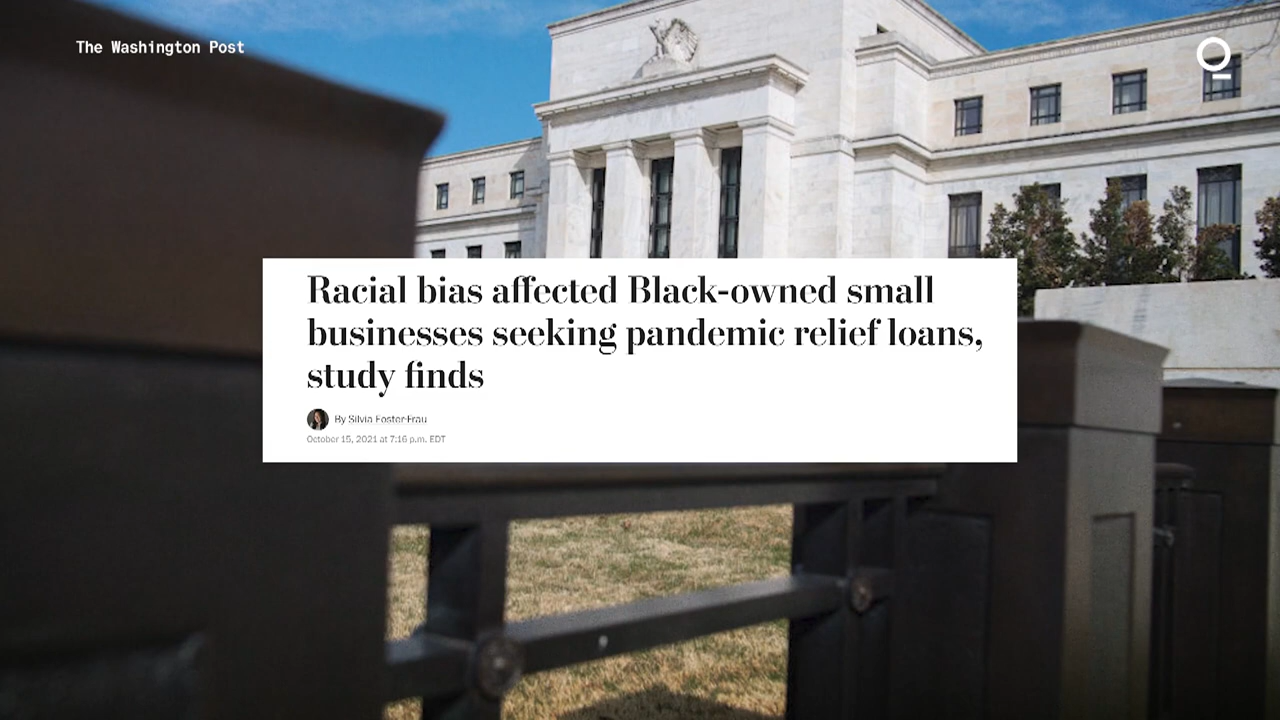 The Washington Post
Racial bias affected Black-owned small
businesses seeking pandemic relief loans,
study finds
By Silvia Foster-Frau
October 15, 2021 at 7:16 p.m. EDT